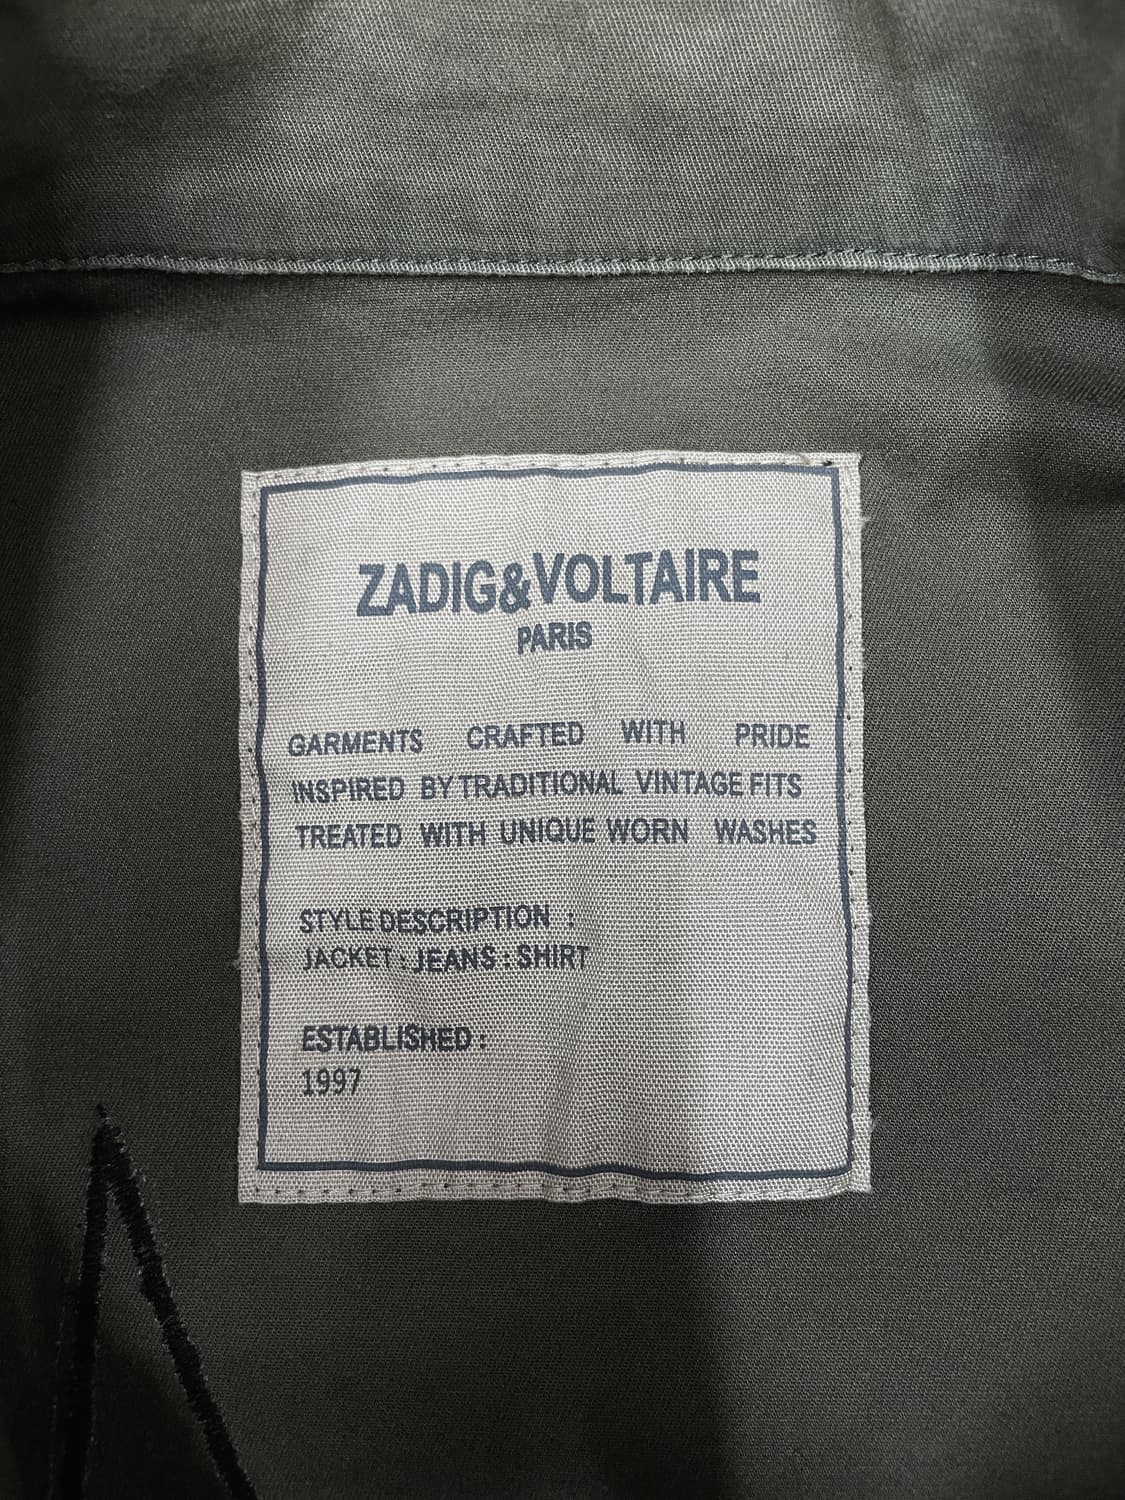 ZADIG&VOLTAIRE
PARIS
GARMENTS CRAFTED WITH PRIDE
INSPIRED BY TRADITIONAL VINTAGE FITS
TREATED WITH UNIQUE WORN WASHES
STYLE DESCRIPTION :
JACKET : JEANS : SHIRT
ESTABLISHED :
1997